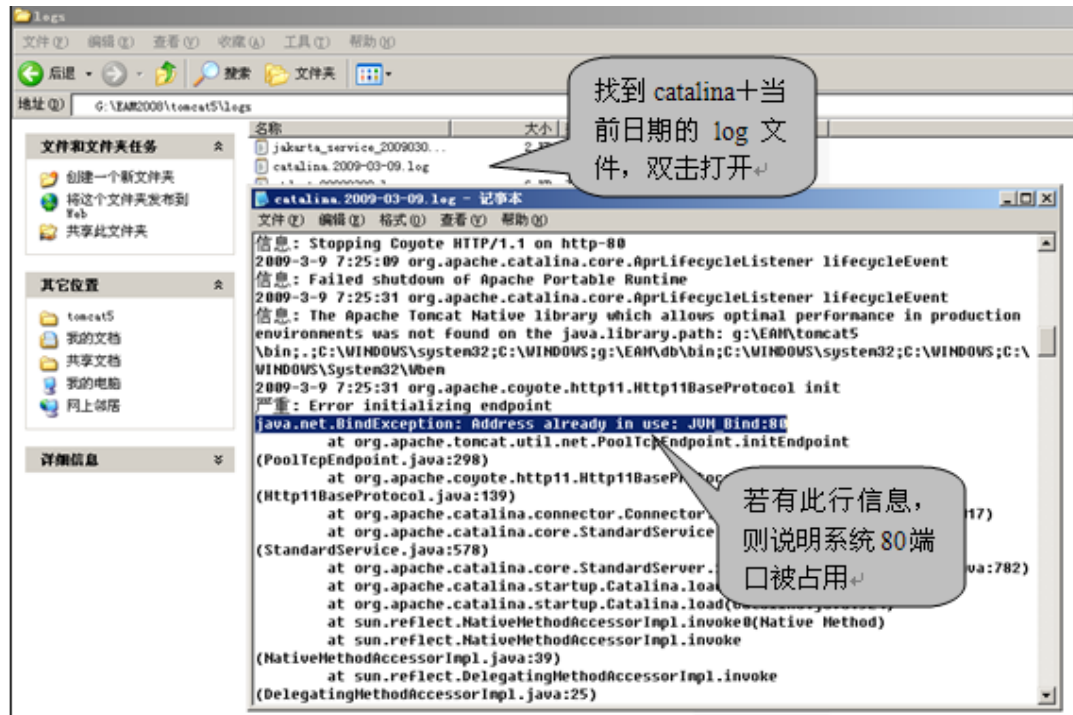 logs
文件(F) 编辑(E) 查看(V) 收藏(A) 工具(T) 帮助(H)
后退 搜索 文件夹
地址(D) G:\EAM2008\tomcat5\logs
找到 catalina+当
前日期的 log 文
件，双击打开
名称 大小
jakarta_service_2009030...
catalina.2009-03-09.log
文件和文件夹任务
创建一个新文件夹
将这个文件夹发布到
Web
共享此文件夹
其它位置
tomcat5
我的文档
共享文档
我的电脑
网上邻居
详细信息
catalina.2009-03-09.log - 记事本
文件(F) 编辑(E) 格式(O) 查看(V) 帮助(H)
信息: Stopping Coyote HTTP/1.1 on http-80
2009-3-9 7:25:09 org.apache.catalina.core.AprLifecycleListener lifecycleEvent
信息: Failed shutdown of Apache Portable Runtime
2009-3-9 7:25:31 org.apache.catalina.core.AprLifecycleListener lifecycleEvent
信息: The Apache Tomcat Native library which allows optimal performance in production
environments was not found on the java.library.path: g:\EAM\tomcat5
\bin;.;C:\WINDOWS\system32;C:\WINDOWS;g:\EAM\db\bin;C:\WINDOWS\system32;C:\WINDOWS;C:\
WINDOWS\System32\Wbem
2009-3-9 7:25:31 org.apache.coyote.http11.Http11BaseProtocol init
严重: Error initializing endpoint
java.net.BindException: Address already in use: JVM_Bind:80
at org.apache.tomcat.util.net.PoolTcpEndpoint.initEndpoint
(PoolTcpEndpoint.java:298)
at org.apache.coyote.http11.Http11BaseProtoc
(Http11BaseProtocol.java:139)
at org.apache.catalina.connector.Connector. 17)
at org.apache.catalina.core.StandardService
(StandardService.java:578)
at org.apache.catalina.core.StandardServer. va:782)
at org.apache.catalina.startup.Catalina.loa
at org.apache.catalina.startup.Catalina.load
at sun.reflect.NativeMethodAccessorImpl.invoke0(Native Method)
at sun.reflect.NativeMethodAccessorImpl.invoke
(NativeMethodAccessorImpl.java:39)
at sun.reflect.DelegatingMethodAccessorImpl.invoke
(DelegatingMethodAccessorImpl.java:25)
若有此行信息，
则说明系统 80 端
口被占用